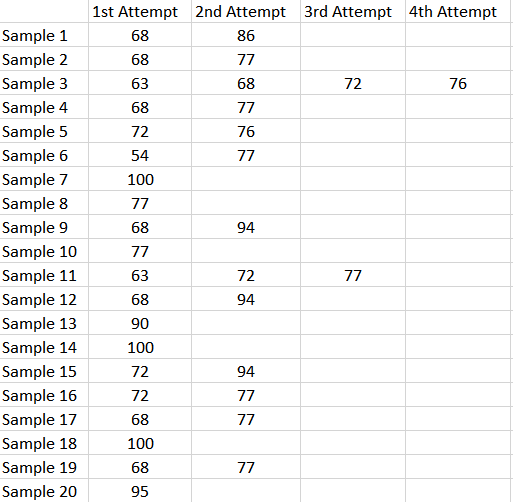 1st Attempt 2nd Attempt 3rd Attempt 4th Attempt
Sample 1 68 86
Sample 2 68 77
Sample 3 63 68 72 76
Sample 4 68 77
Sample 5 72 76
Sample 6 54 77
Sample 7 100
Sample 8 77
Sample 9 68 94
Sample 10 77
Sample 11 63 72 77
Sample 12 68 94
Sample 13 90
Sample 14 100
Sample 15 72 94
Sample 16 72 77
Sample 17 68 77
Sample 18 100
Sample 19 68 77
Sample 20 95